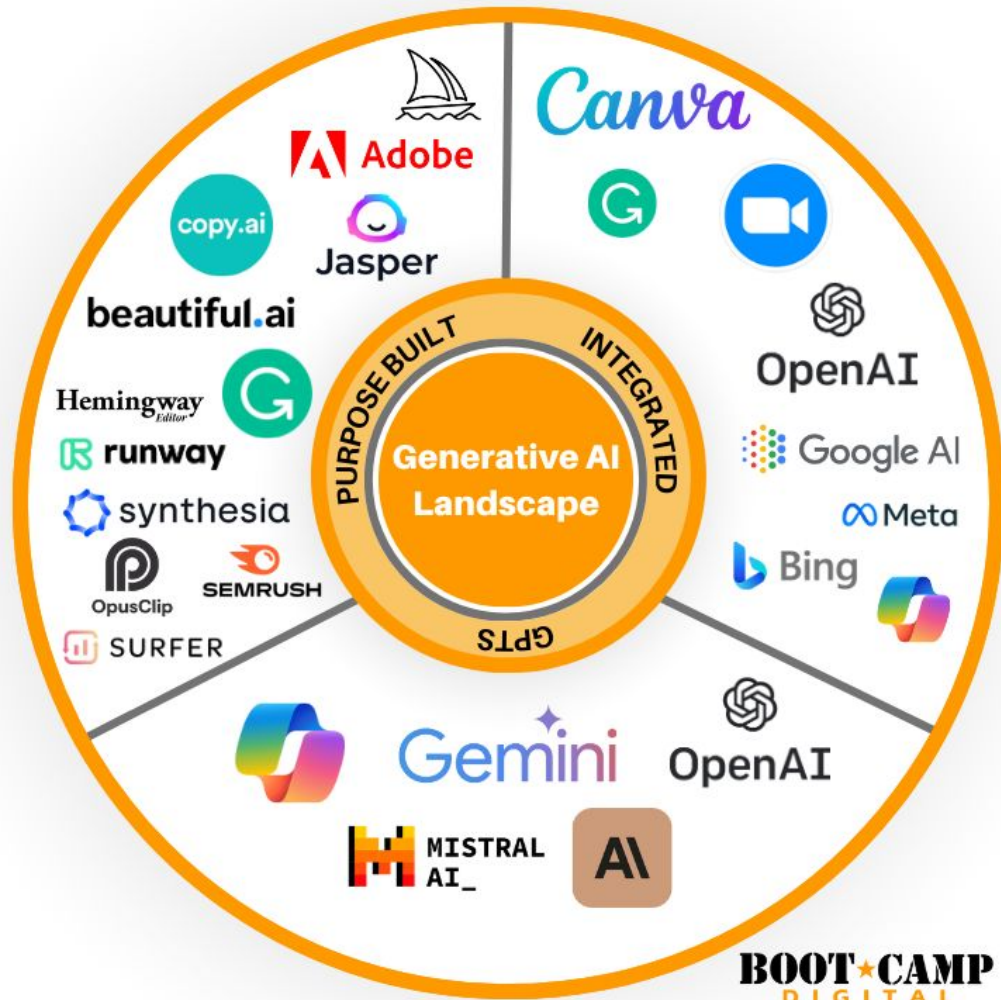 Canva
Adobe
copy.ai
Jasper
beautiful.ai
Hemingway
Editor
runway
synthesia
OpusClip
SEMRUSH
SURFER
PURPOSE BUILT
INTEGRATED
GPTS
Generative AI
Landscape
OpenAI
Google AI
Meta
Bing
Gemini
OpenAI
MISTRAL
AI_
A\
BOOT★CAMP
DIGITAL